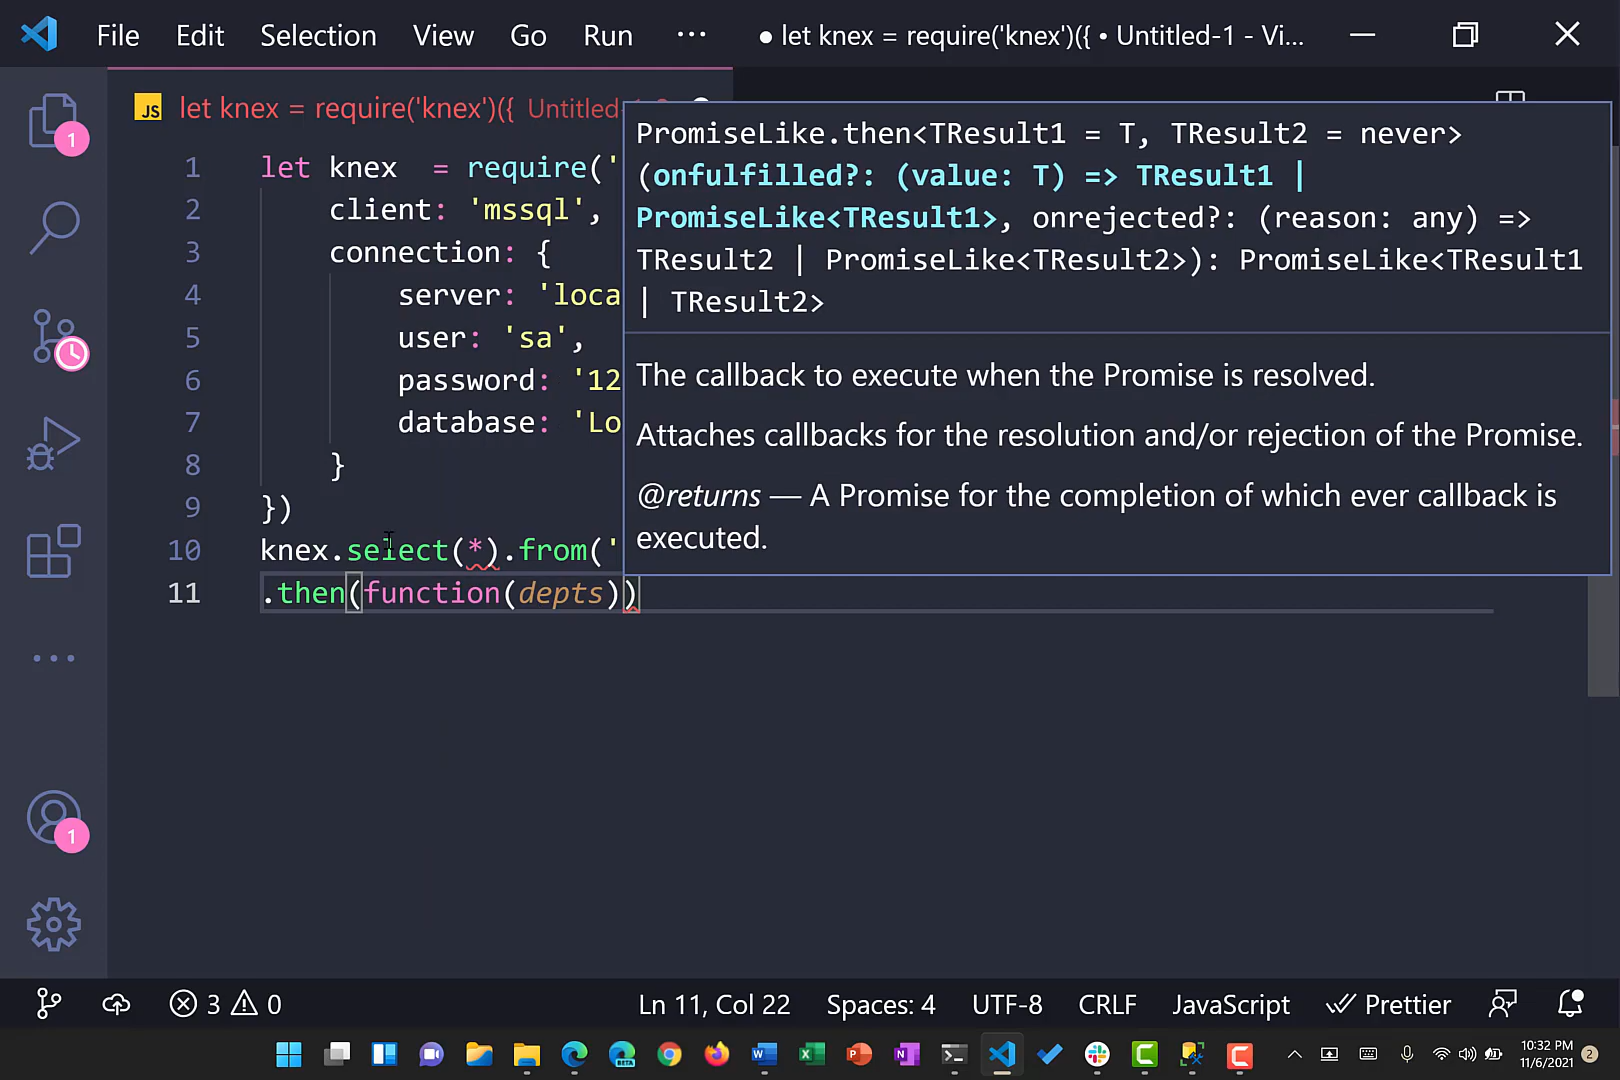 File Edit Selection View Go Run ··· ● let knex = require('knex')({ • Untitled-1 - Vi...
JS let knex = require('knex')({ Untitled-
1 let knex = require('
2 client: 'mssql',
3 connection: {
4 server: 'loca
5 user: 'sa',
6 password: '12
7 database: 'Lo
8 }
9 })
10 knex.select(*).from('
11 .then(function(depts))
PromiseLike.then<TResult1 = T, TResult2 = never>
(onfulfilled?: (value: T) => TResult1 |
PromiseLike<TResult1>, onrejected?: (reason: any) =>
TResult2 | PromiseLike<TResult2>): PromiseLike<TResult1
| TResult2>
The callback to execute when the Promise is resolved.
Attaches callbacks for the resolution and/or rejection of the Promise.
@returns — A Promise for the completion of which ever callback is
executed.
1
1
3 0 Ln 11, Col 22 Spaces: 4 UTF-8 CRLF JavaScript Prettier
BETA
10:32 PM
11/6/2021
2